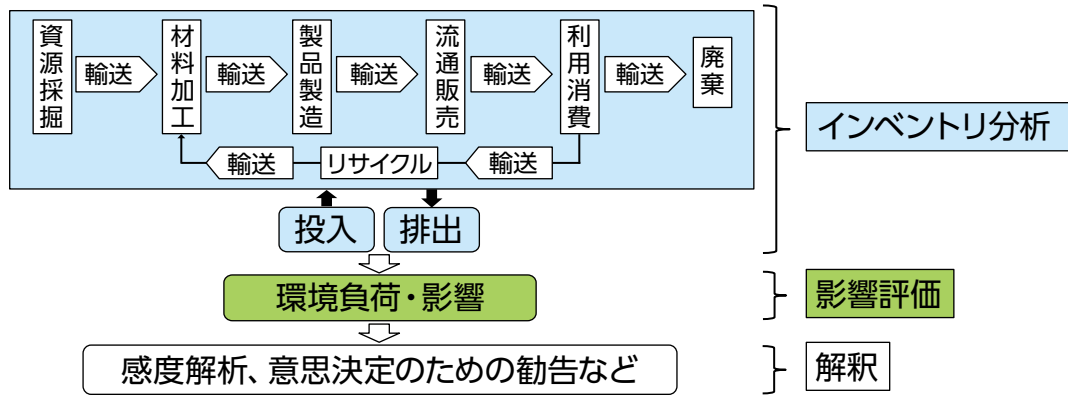 資源採掘
輸送
材料加工
輸送
製品製造
輸送
流通販売
輸送
利用消費
輸送
廃棄
輸送
リサイクル
輸送
インベントリ分析
投入
排出
環境負荷・影響
影響評価
感度解析、意思決定のための勧告など
解釈